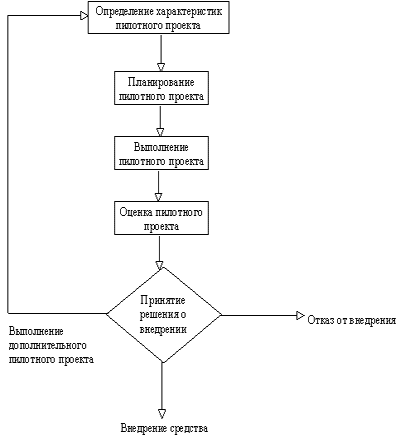 Определение характеристик
пилотного проекта
Планирование
пилотного проекта
Выполнение
пилотного проекта
Оценка пилотного
проекта
Принятие
решения о
внедрении
Отказ от внедрения
Выполнение
дополнительного
пилотного проекта
Внедрение средства